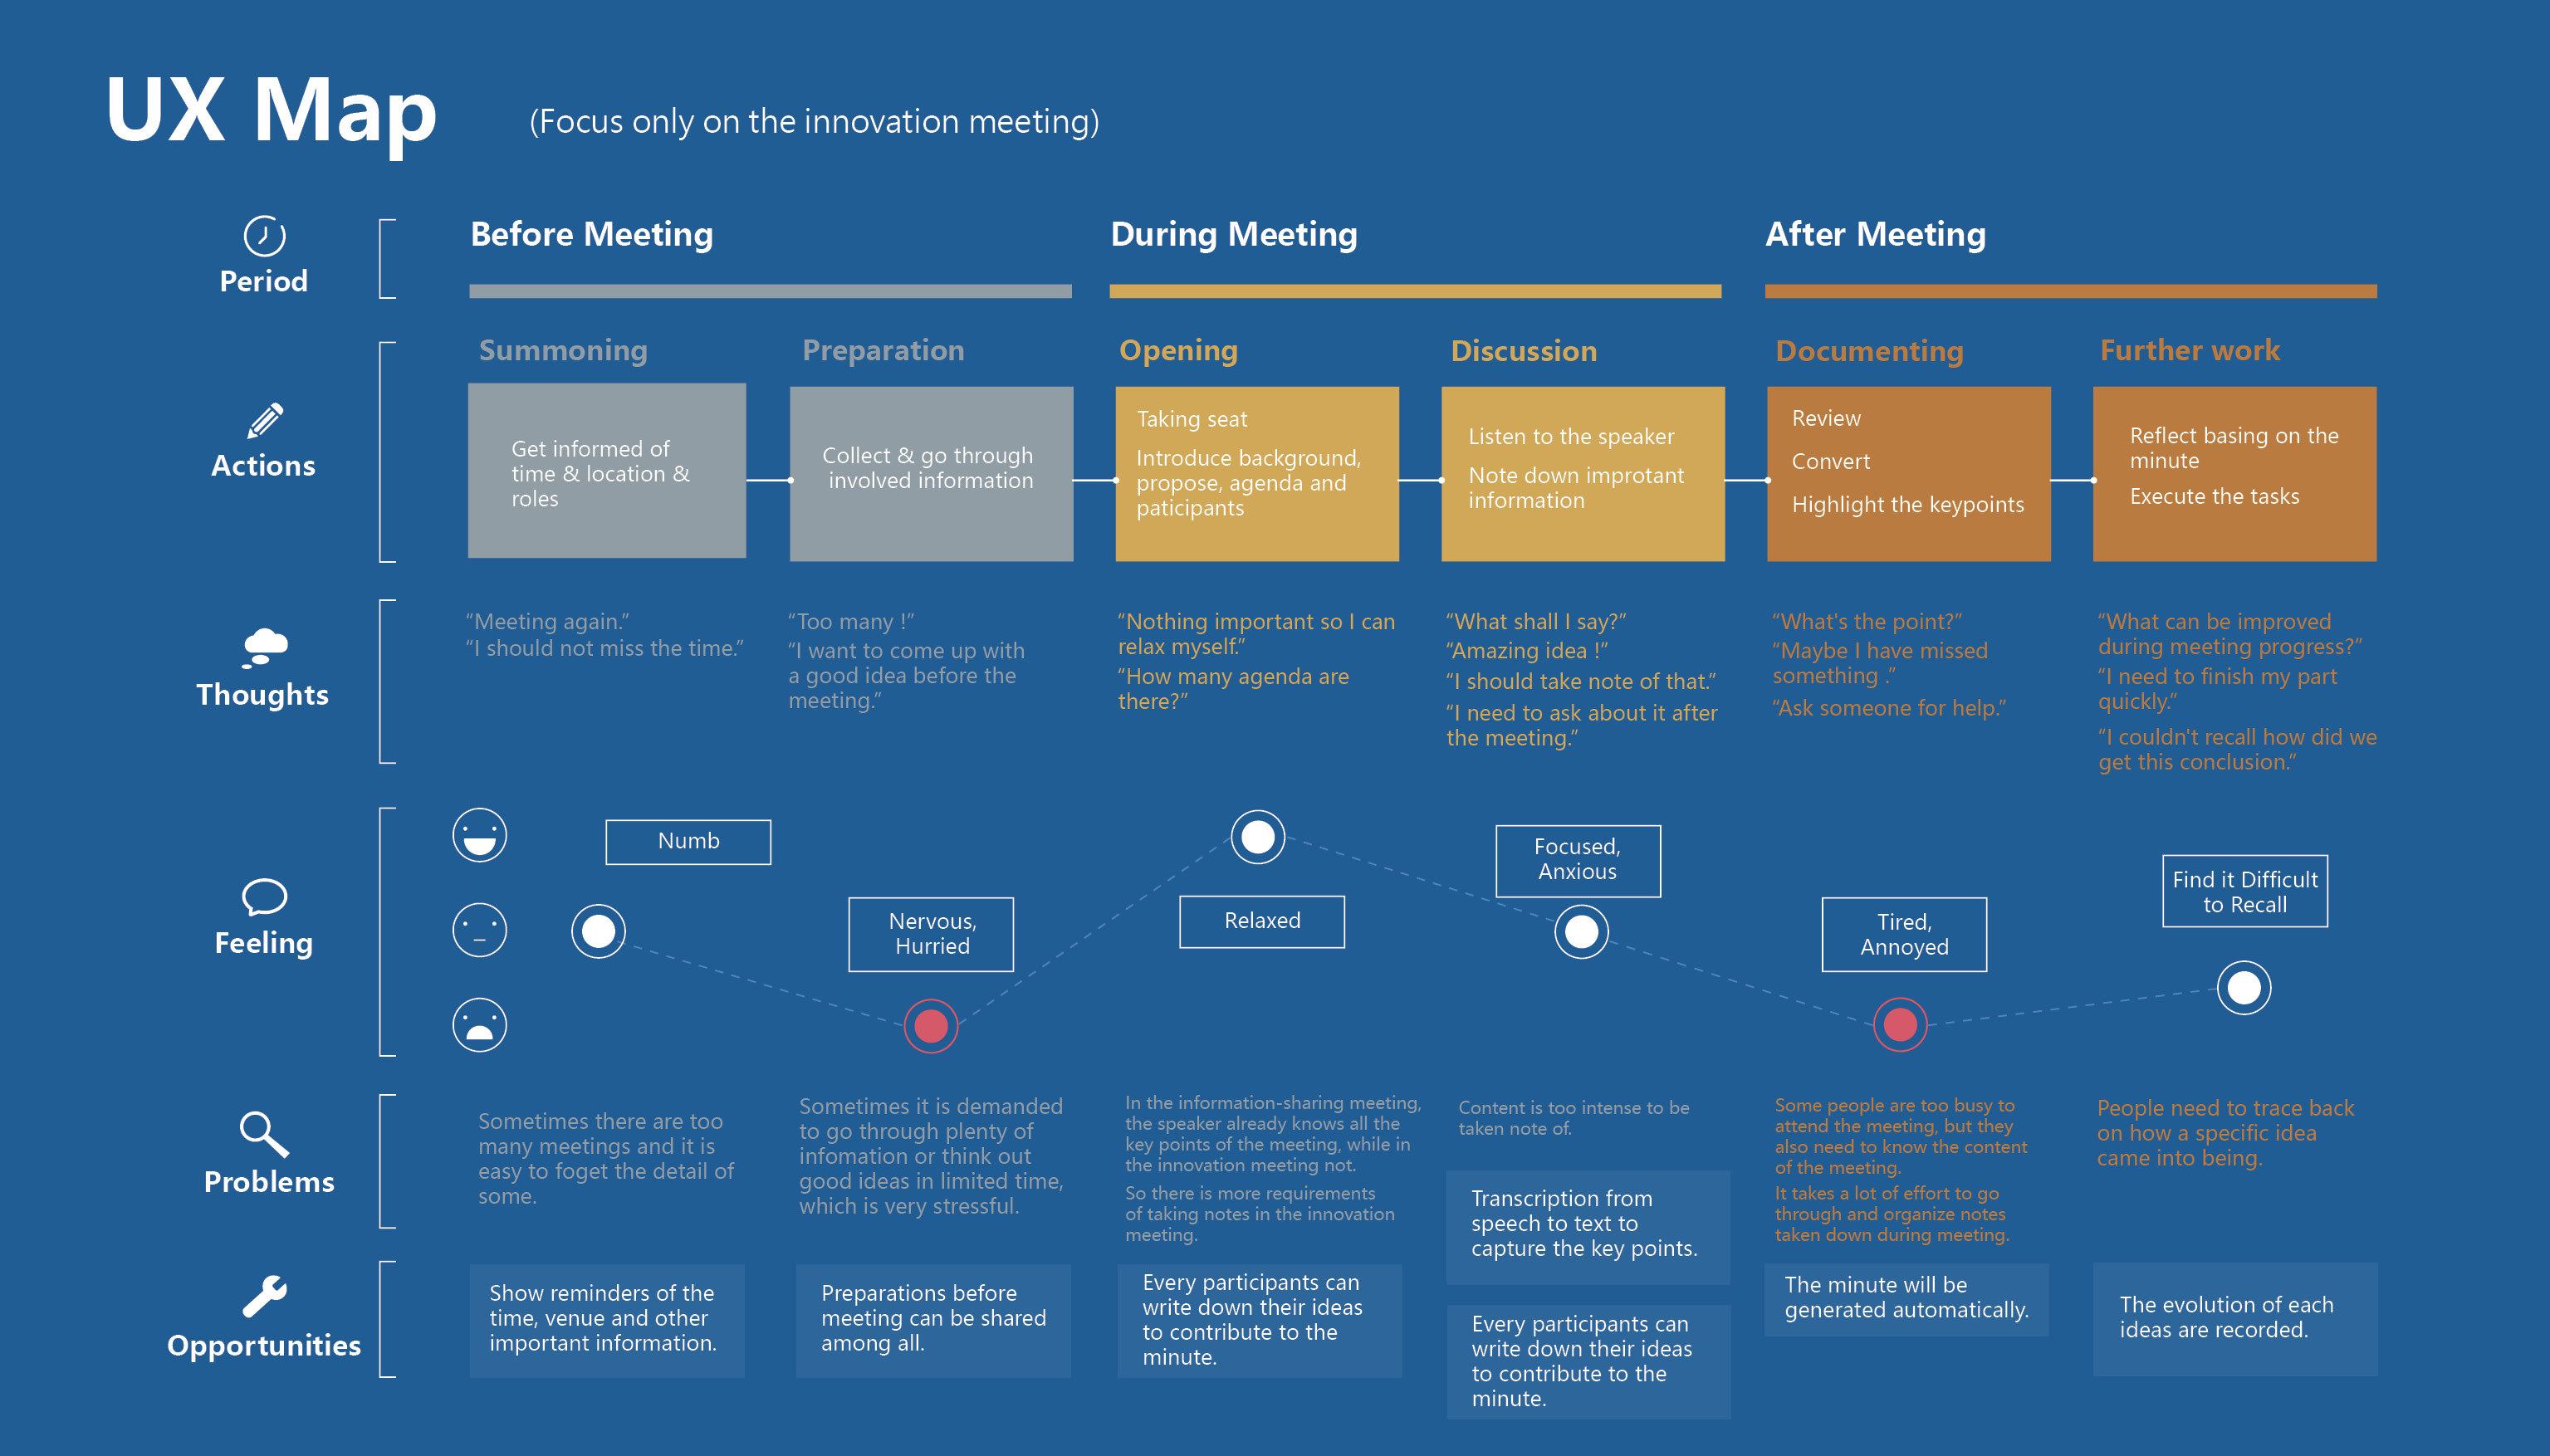 UX Map
(Focus only on the innovation meeting)
Period
Before Meeting
During Meeting
After Meeting
Actions
Summoning
Get informed of
time & location &
roles
Preparation
Collect & go through
involved information
Opening
Taking seat
Introduce background,
propose, agenda and
paticipants
Discussion
Listen to the speaker
Note down improtant
information
Documenting
Review
Convert
Highlight the keypoints
Further work
Reflect basing on the
minute
Execute the tasks
Thoughts
“Meeting again.”
“I should not miss the time.”
“Too many !”
“I want to come up with
a good idea before the
meeting.”
“Nothing important so I can
relax myself.”
“How many agenda are
there?”
“What shall I say?”
“Amazing idea !”
“I should take note of that.”
“I need to ask about it after
the meeting.”
“What's the point?”
“Maybe I have missed
something .”
“Ask someone for help.”
“What can be improved
during meeting progress?”
“I need to finish my part
quickly.”
“I couldn't recall how did we
get this conclusion.”
Feeling
Numb
Nervous,
Hurried
Relaxed
Focused,
Anxious
Tired,
Annoyed
Find it Difficult
to Recall
Problems
Sometimes there are too
many meetings and it is
easy to foget the detail of
some.
Sometimes it is demanded
to go through plenty of
infomation or think out
good ideas in limited time,
which is very stressful.
In the information-sharing meeting,
the speaker already knows all the
key points of the meeting, while in
the innovation meeting not.
So there is more requirements
of taking notes in the innovation
meeting.
Content is too intense to be
taken note of.
Some people are too busy to
attend the meeting, but they
also need to know the content
of the meeting.
It takes a lot of effort to go
through and organize notes
taken down during meeting.
People need to trace back
on how a specific idea
came into being.
Opportunities
Show reminders of the
time, venue and other
important information.
Preparations before
meeting can be shared
among all.
Every participants can
write down their ideas
to contribute to the
minute.
Transcription from
speech to text to
capture the key points.
Every participants can
write down their ideas
to contribute to the
minute.
The minute will be
generated automatically.
The evolution of each
ideas are recorded.